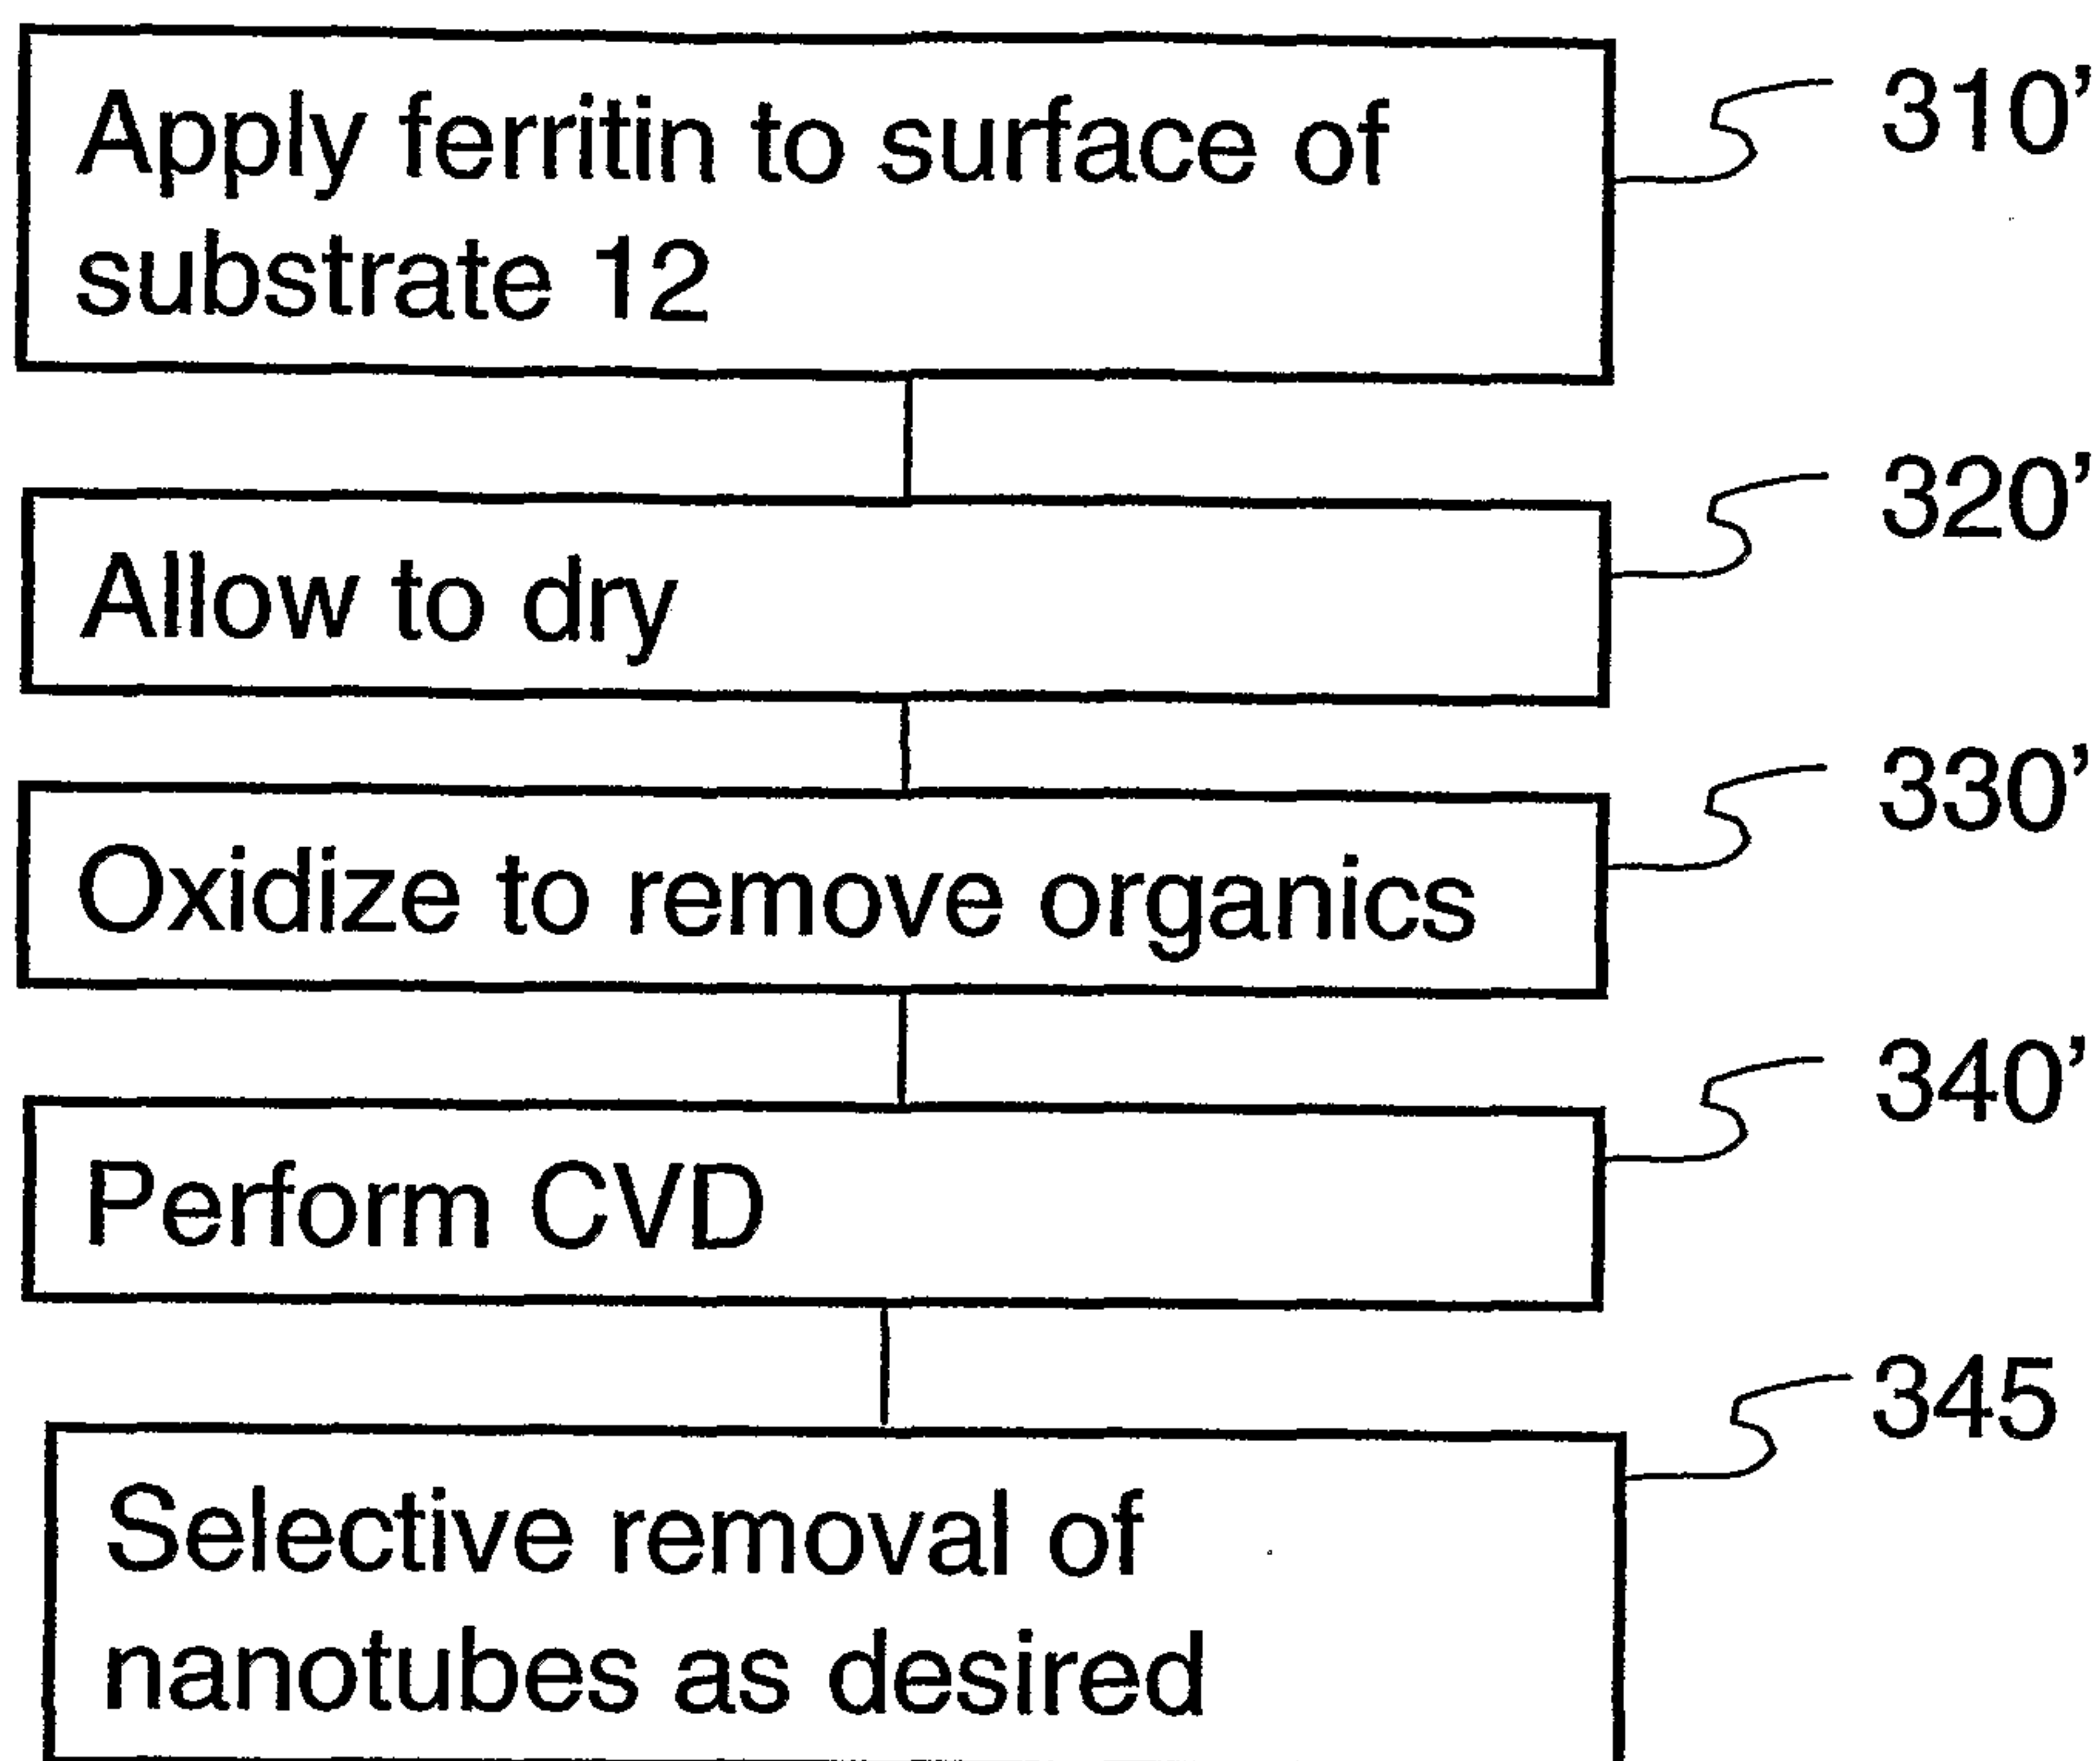 Apply ferritin to surface of
substrate 12
310’
Allow to dry
320’
Oxidize to remove organics
330’
Perform CVD
340’
Selective removal of
nanotubes as desired
345